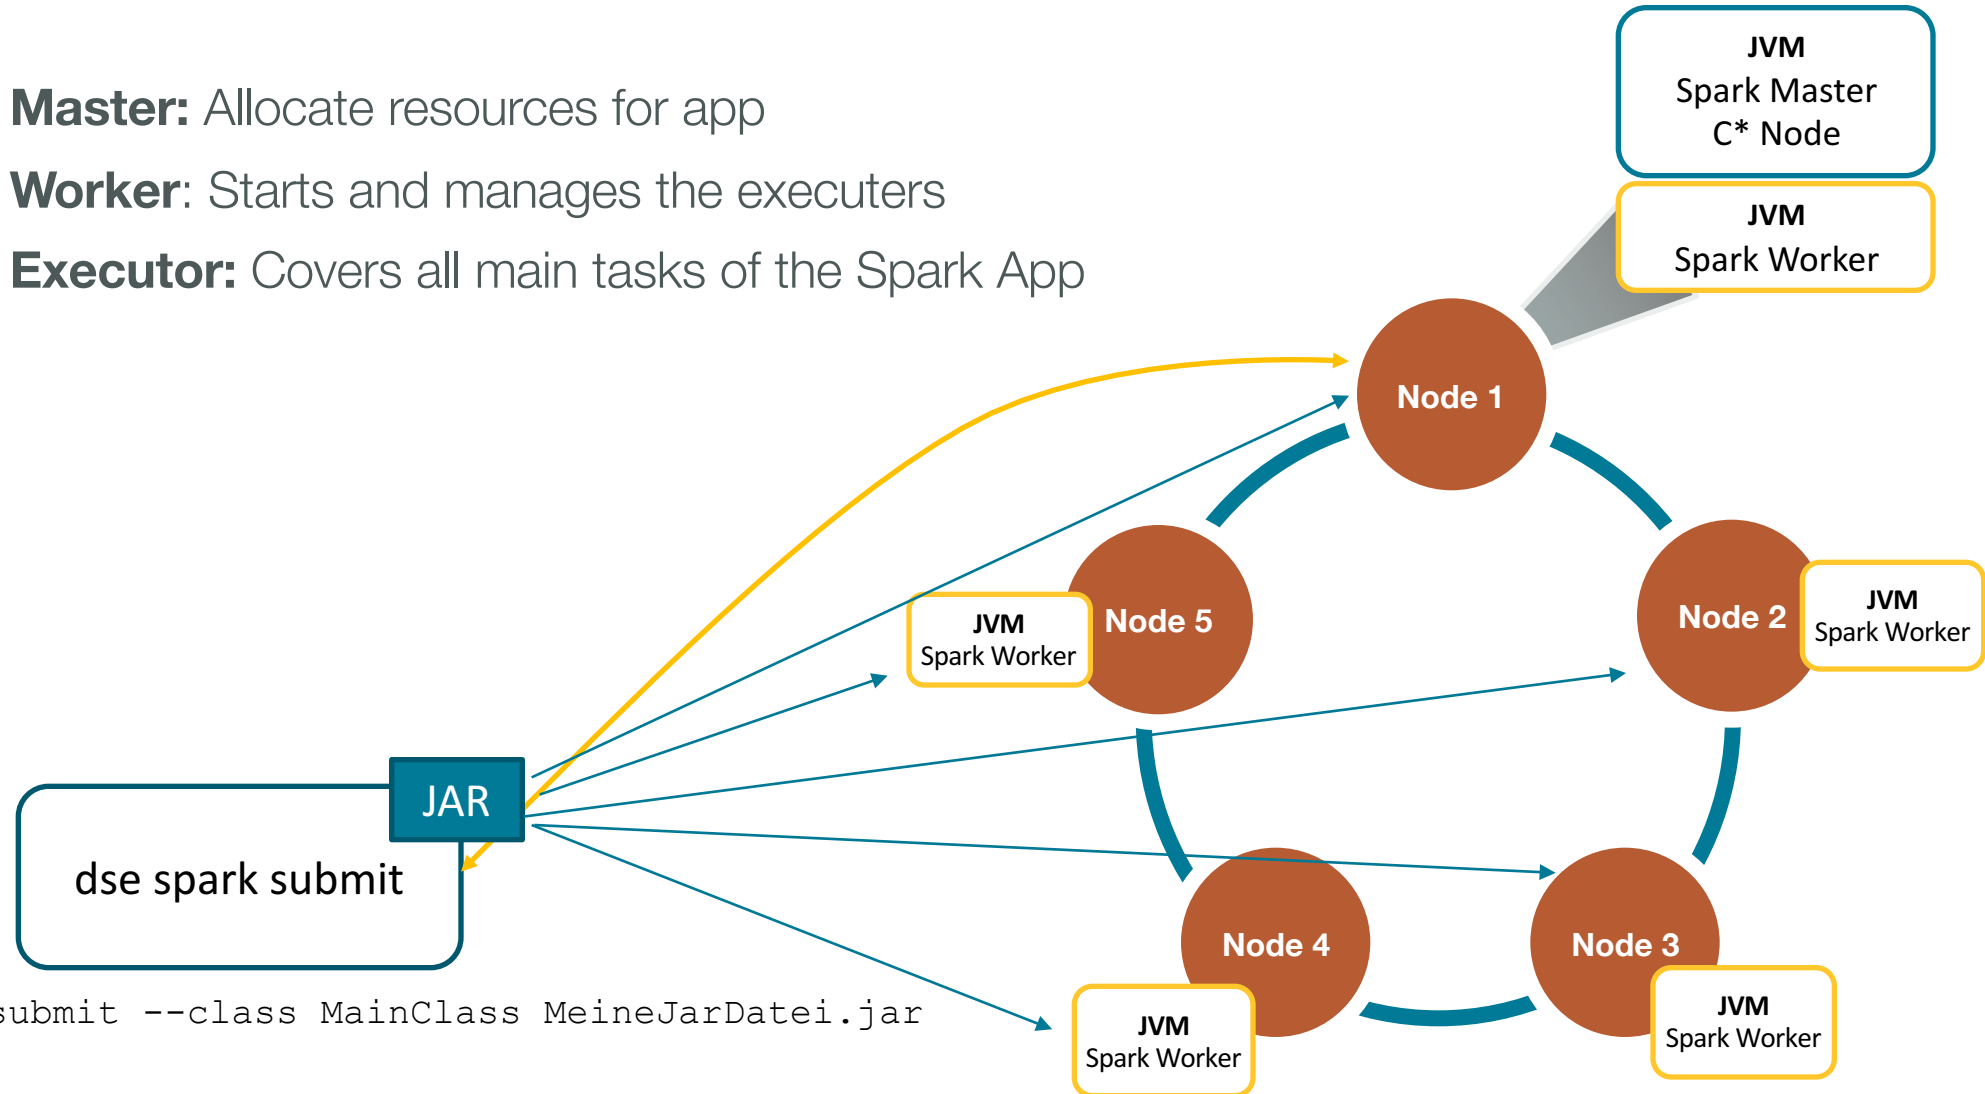 JVM
Spark Master
C* Node
Master: Allocate resources for app
Worker: Starts and manages the executers
JVM
Spark Worker
Executor: Covers all main tasks of the Spark App
Node 1
Node 5
JVM
Spark Worker
Node 2
JVM
Spark Worker
JAR
dse spark submit
Node 4
JVM
Spark Worker
Node 3
JVM
Spark Worker
submit --class MainClass MeineJarDatei.jar